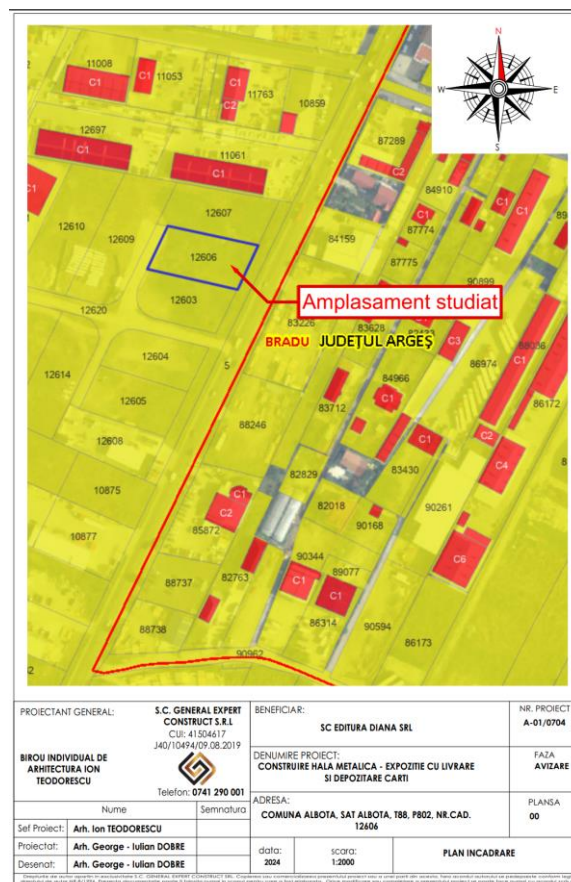 N
W
E
S
11008
C1
C1
11053
C1
11763
C2
10859
12697
C1
11061
C1
C1
87289
C2
84910
C1
C1
87774
87775
84159
12607
12610
12609
12606
90899
Amplasament studiat
12603
12620
83226
83628
BRADU JUDEȚUL ARGEȘ
C3
12604
S
86974
C1
12614
84966
C1
86172
12605
83712
88246
12608
C1
C2
82829
83430
C4
10875
C1
C2
82018
90261
85872
90168
10877
C6
90344
82763
89077
88737
C1
C1
86314
90594
88738
86173
90962
PROIECTANT GENERAL:
S.C. GENERAL EXPERT
CONSTRUCT S.R.L
CUI: 41504617
J40/10494/09.08.2019
BIROU INDIVIDUAL DE
ARHITECTURA ION
TEODORESCU
Telefon: 0741 290 001
BENEFICIAR:
SC EDITURA DIANA SRL
NR. PROIECT
A-01/0704
DENUMIRE PROIECT:
CONSTRUIRE HALA METALICA - EXPOZITIE CU LIVRARE
SI DEPOZITARE CARTI
FAZA
AVIZARE
Nume
Semnatura
ADRESA:
COMUNA ALBOTA, SAT ALBOTA, T88, P802, NR.CAD.
12606
PLANSA
00
Sef Proiect: Arh. Ion TEODORESCU
Proiectat: Arh. George - Iulian DOBRE
Desenat: Arh. George - Iulian DOBRE
data:
2024
scara:
1:2000
PLAN INCADRARE